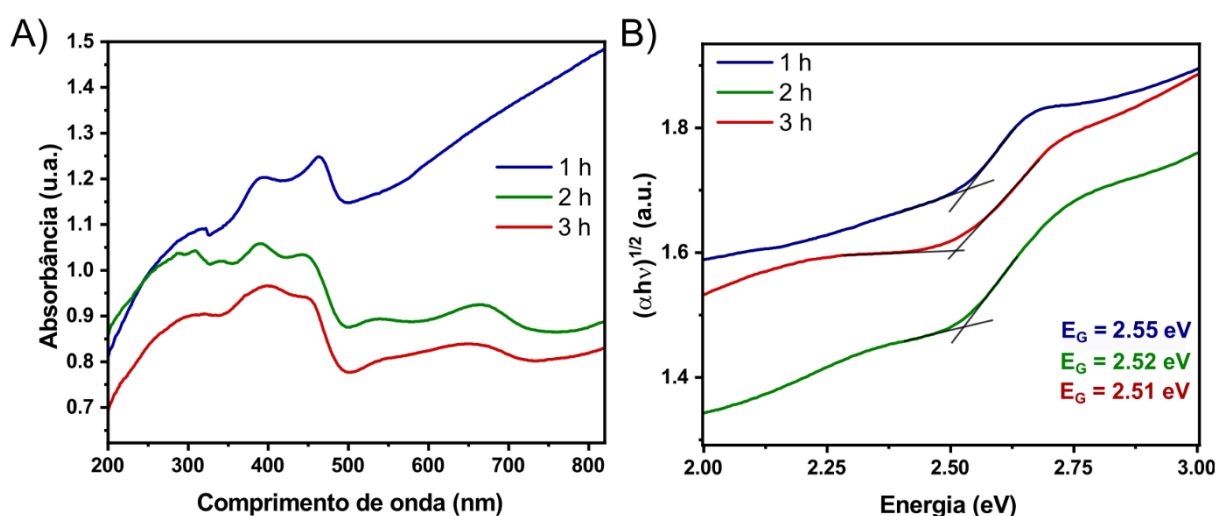 A)
1.5
1.4
1.3
1.2
1.1
1.0
0.9
0.8
0.7
Absorbância (u.a.)
1 h
2 h
3 h
200 300 400 500 600 700 800
Comprimento de onda (nm)
B)
1 h
2 h
3 h
1.8
1.6
1.4
(αhν)^1/2 (a.u.)
E_G = 2.55 eV
E_G = 2.52 eV
E_G = 2.51 eV
2.00 2.25 2.50 2.75 3.00
Energia (eV)